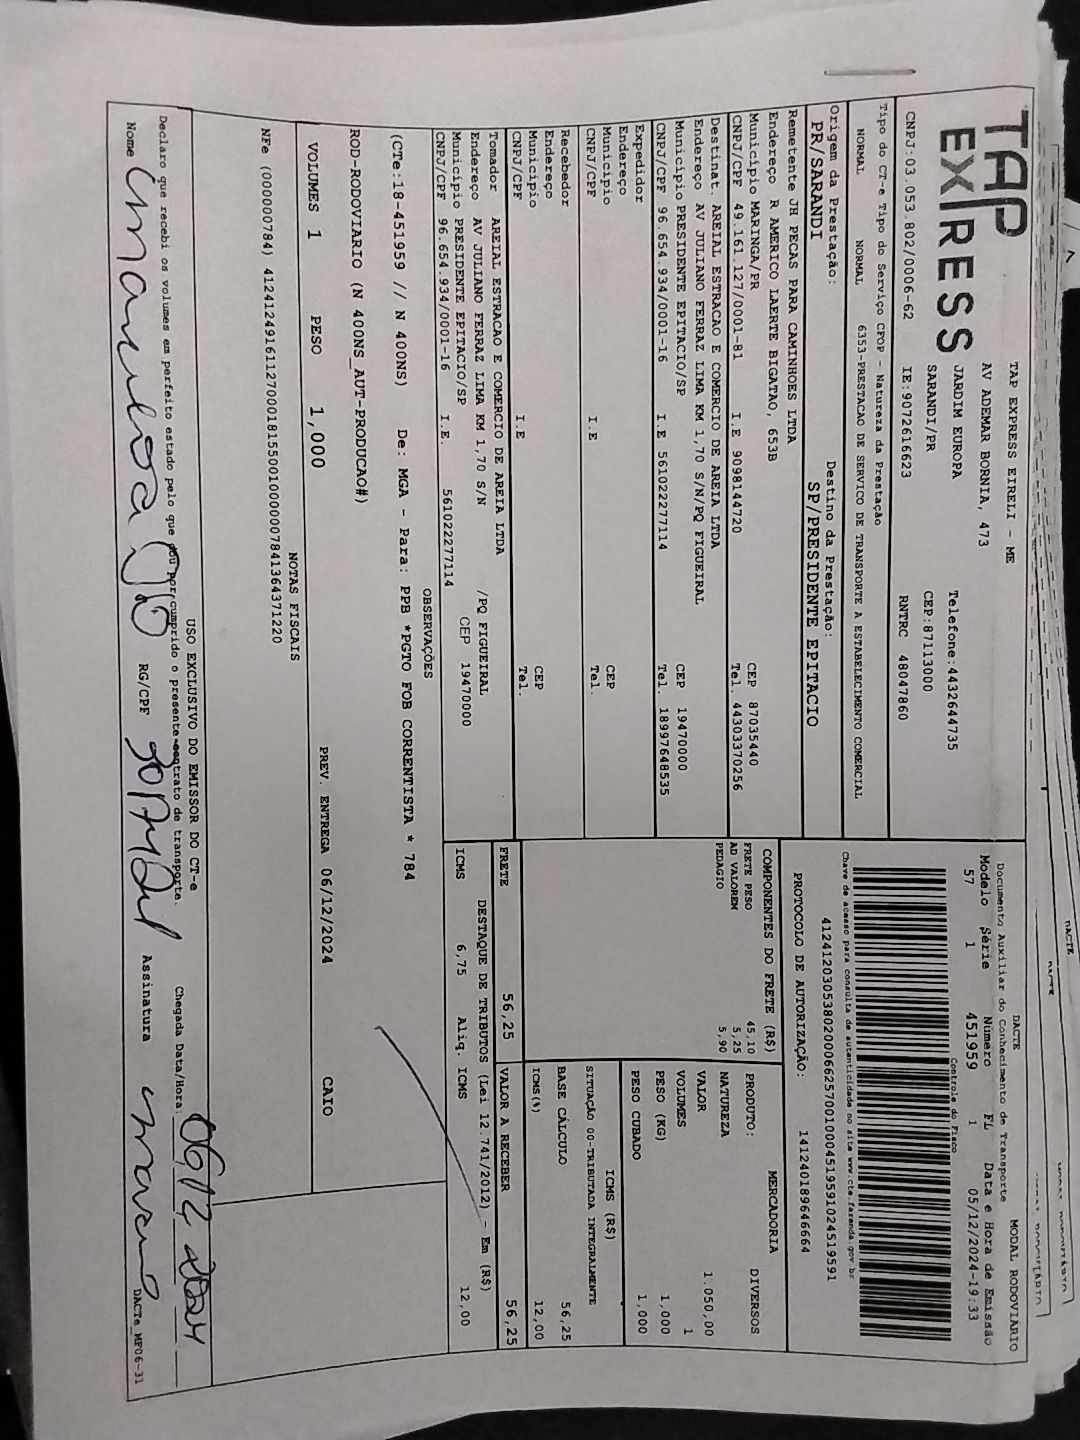 TAP EXPRESS
TAP EXPRESS EIRELI - ME
AV ADEMAR BORNIA, 473
JARDIM EUROPA
SARANDI/PR
Telefone:4432644735
CEP:87113000
CNPJ:03.053.802/0006-62 IE:9072616623 RNTRC 48047860
Tipo do CT-e Tipo do Serviço CFOP - Natureza da Prestação
NORMAL NORMAL 6353-PRESTACAO DE SERVICO DE TRANSPORTE A ESTABELECIMENTO COMERCIAL
Origem da Prestação: Destino da Prestação:
PR/SARANDI SP/PRESIDENTE EPITACIO
Remetente JH PECAS PARA CAMINHOES LTDA
Endereço R AMERICO LAERTE BIGATAO, 653B
Município MARINGA/PR CEP 87035440
CNPJ/CPF 49.161.127/0001-81 I.E 9098144720 Tel. 44303370256
Destinat. AREIAL ESTRACAO E COMERCIO DE AREIA LTDA
Endereço AV JULIANO FERRAZ LIMA KM 1,70 S/N/PQ FIGUEIRAL
Município PRESIDENTE EPITACIO/SP CEP 19470000
CNPJ/CPF 96.654.934/0001-16 I.E 561022277114 Tel. 18997648535
Expedidor
Endereço
Município CEP
CNPJ/CPF I.E Tel.
Recebedor
Endereço
Município CEP
CNPJ/CPF I.E Tel.
Tomador AREIAL ESTRACAO E COMERCIO DE AREIA LTDA
Endereço AV JULIANO FERRAZ LIMA KM 1,70 S/N /PQ FIGUEIRAL
Município PRESIDENTE EPITACIO/SP CEP 19470000
CNPJ/CPF 96.654.934/0001-16 I.E. 561022277114
MODAL RODOVIARIO
DACTE
Documento Auxiliar do Conhecimento de Transporte
Modelo Série Número FL Data e Hora de Emissão
57 1 451959 1 05/12/2024-19:33
Controle do Fisco
Chave de acesso para consulta de autenticidade no site www.cte.fazenda.gov.br
41241203053802000662570010004519591024519591
PROTOCOLO DE AUTORIZAÇÃO: 141240189646664
COMPONENTES DO FRETE (R$)
FRETE PESO 45,10
AD VALOREM 5,25
PEDAGIO 5,90
MERCADORIA
PRODUTO: DIVERSOS
NATUREZA
VALOR 1.050,00
VOLUMES 1
PESO (KG) 1,000
PESO CUBADO 1,000
ICMS (R$)
SITUAÇÃO 00-TRIBUTADA INTEGRALMENTE
BASE CÁLCULO 56,25
ICMS(%) 12,00
FRETE 56,25 VALOR A RECEBER 56,25
DESTAQUE DE TRIBUTOS (Lei 12.741/2012) - Em (R$)
ICMS 6,75 Aliq. ICMS 12,00
OBSERVAÇÕES
(CTe:18-451959 // N 400NS) De: MGA - Para: PPB *PGTO FOB CORRENTISTA * 784
ROD-RODOVIARIO (N 400NS_AUT-PRODUCAO#)
VOLUMES 1 PESO 1,000 PREV. ENTREGA 06/12/2024 CAIO
NOTAS FISCAIS
NFe (000000784) 41241249161127000181550010000007841364371220
USO EXCLUSIVO DO EMISSOR DO CT-e
Declaro que recebi os volumes em perfeito estado pelo que dou por cumprido o presente contrato de transporte. Chegada Data/Hora: 06/12 2024
Nome RG/CPF Assinatura
DACTe_MF06-31